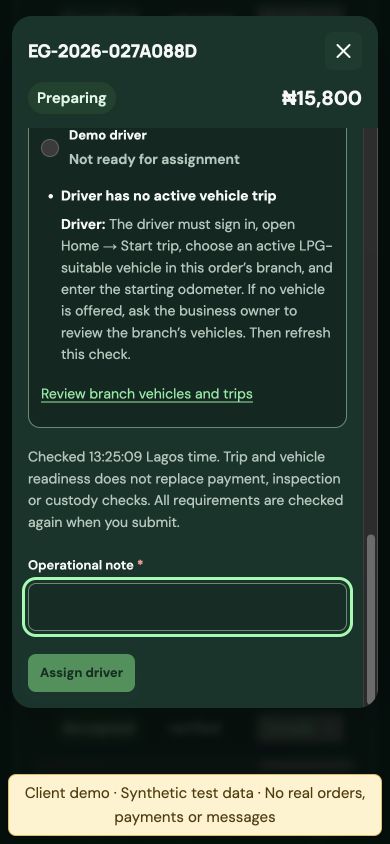 EG-2026-027A088D
Preparing
₦15,800
Demo driver
Not ready for assignment
• Driver has no active vehicle trip
Driver: The driver must sign in, open
Home → Start trip, choose an active LPG-
suitable vehicle in this order’s branch, and
enter the starting odometer. If no vehicle
is offered, ask the business owner to
review the branch’s vehicles. Then refresh
this check.
Review branch vehicles and trips
Checked 13:25:09 Lagos time. Trip and vehicle
readiness does not replace payment, inspection
or custody checks. All requirements are checked
again when you submit.
Operational note *
Assign driver
Client demo · Synthetic test data · No real orders,
payments or messages